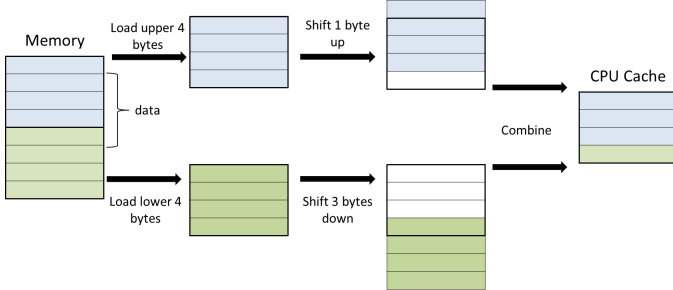 Memory
Load upper 4
bytes
Shift 1 byte
up
data
CPU Cache
Combine
Load lower 4
bytes
Shift 3 bytes
down